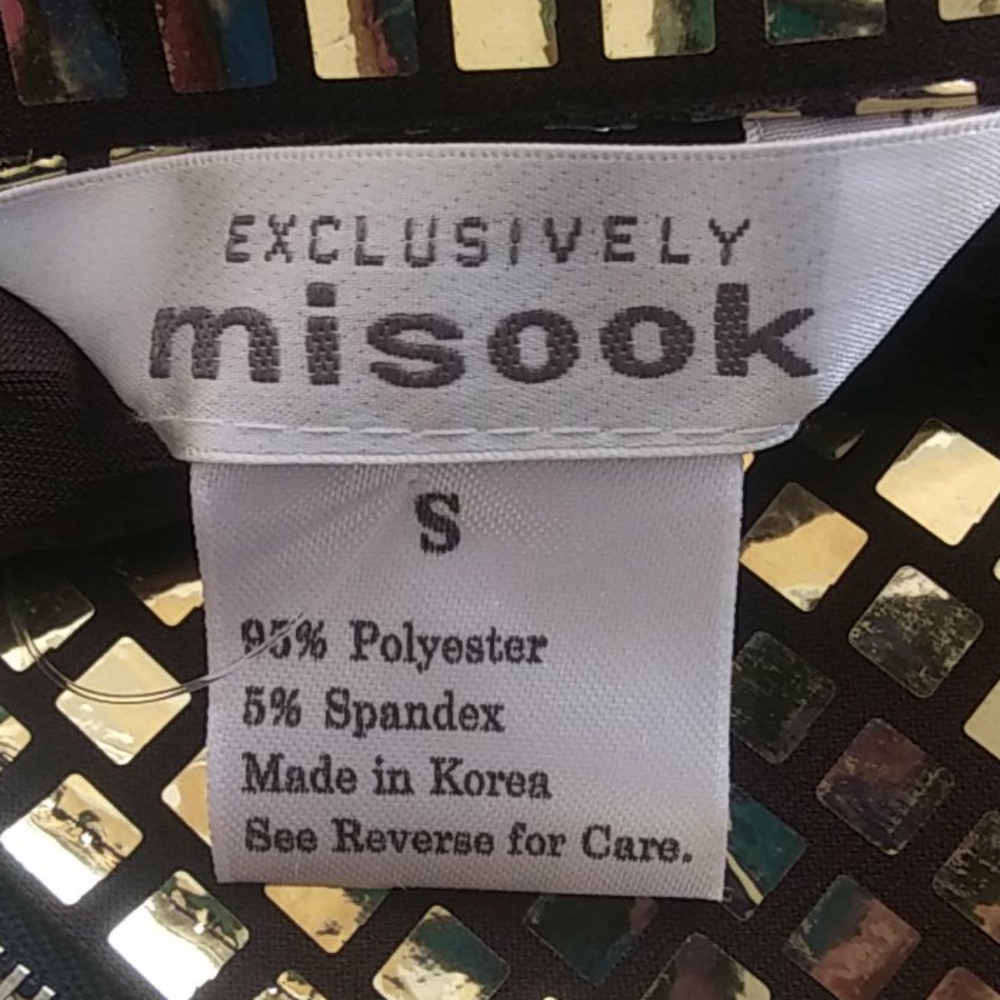 EXCLUSIVELY
misook
S
95% Polyester
5% Spandex
Made in Korea
See Reverse for Care.